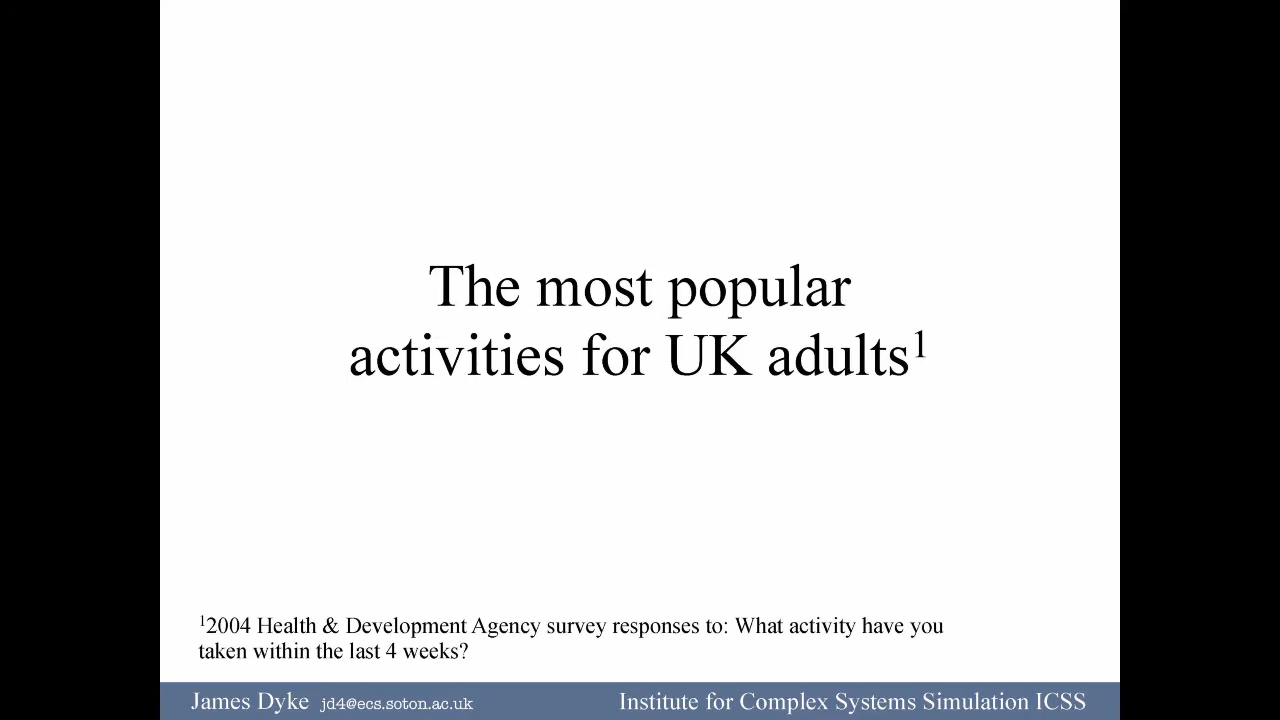 The most popular
activities for UK adults¹
¹2004 Health & Development Agency survey responses to: What activity have you
taken within the last 4 weeks?
James Dyke jd4@ecs.soton.ac.uk Institute for Complex Systems Simulation ICSS